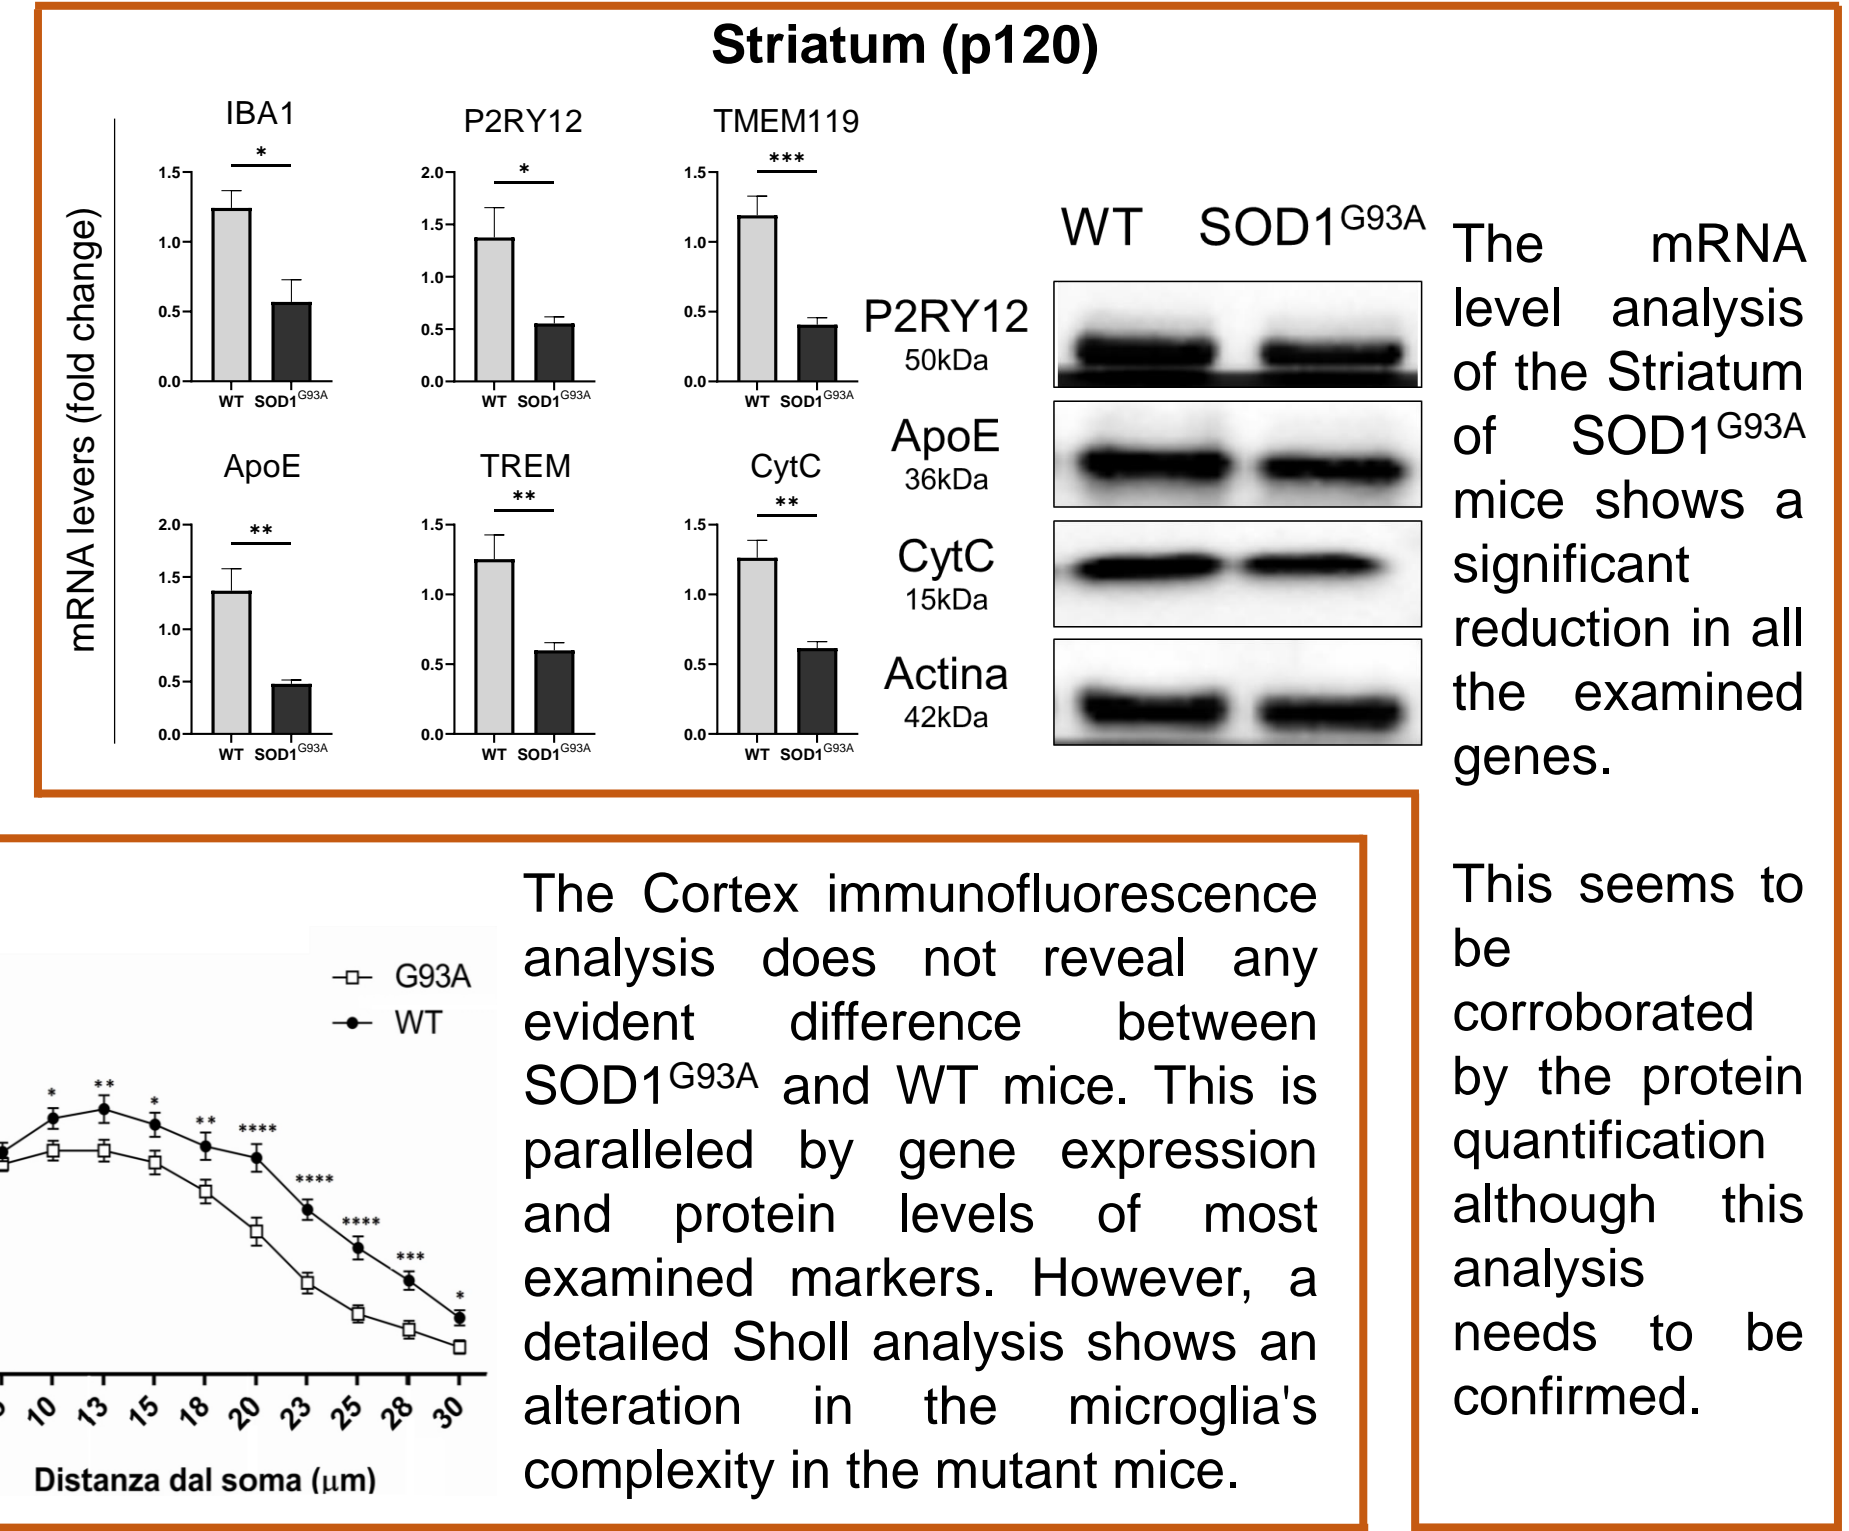 Striatum (p120)
mRNA levers (fold change)
IBA1
*
1.5
1.0
0.5
0.0
WT SOD1G93A
P2RY12
*
2.0
1.5
1.0
0.5
0.0
WT SOD1G93A
TMEM119
***
1.5
1.0
0.5
0.0
WT SOD1G93A
ApoE
**
2.0
1.5
1.0
0.5
0.0
WT SOD1G93A
TREM
**
1.5
1.0
0.5
0.0
WT SOD1G93A
CytC
**
1.5
1.0
0.5
0.0
WT SOD1G93A
WT SOD1G93A
P2RY12
50kDa
ApoE
36kDa
CytC
15kDa
Actina
42kDa
The mRNA
level analysis
of the Striatum
of SOD1G93A
mice shows a
significant
reduction in all
the examined
genes.
This seems to
be
corroborated
by the protein
quantification
although this
analysis
needs to be
confirmed.
G93A
WT
* ** * ** **** **** **** *** *
10 13 15 18 20 23 25 28 30
Distanza dal soma (μm)
The Cortex immunofluorescence
analysis does not reveal any
evident difference between
SOD1G93A and WT mice. This is
paralleled by gene expression
and protein levels of most
examined markers. However, a
detailed Sholl analysis shows an
alteration in the microglia's
complexity in the mutant mice.